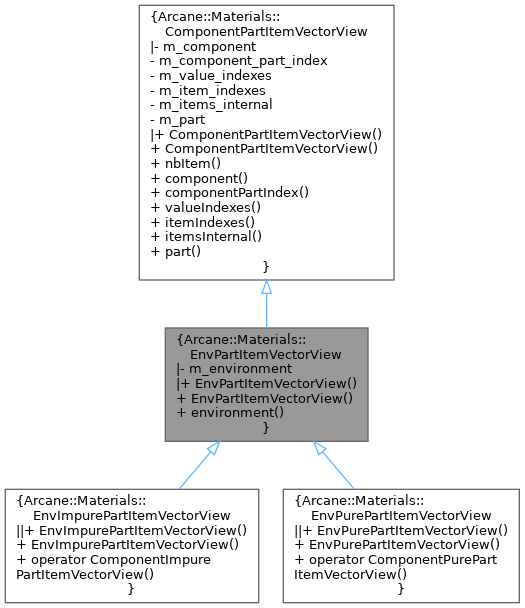 {Arcane::Materials::
ComponentPartItemVectorView
|- m_component
- m_component_part_index
- m_value_indexes
- m_item_indexes
- m_items_internal
- m_part
|+ ComponentPartItemVectorView()
+ ComponentPartItemVectorView()
+ nbItem()
+ component()
+ componentPartIndex()
+ valueIndexes()
+ itemIndexes()
+ itemsInternal()
+ part()
}
{Arcane::Materials::
EnvPartItemVectorView
|- m_environment
|+ EnvPartItemVectorView()
+ EnvPartItemVectorView()
+ environment()
}
{Arcane::Materials::
EnvImpurePartItemVectorView
||+ EnvImpurePartItemVectorView()
+ EnvImpurePartItemVectorView()
+ operator ComponentImpure
PartItemVectorView()
}
{Arcane::Materials::
EnvPurePartItemVectorView
||+ EnvPurePartItemVectorView()
+ EnvPurePartItemVectorView()
+ operator ComponentPurePart
ItemVectorView()
}